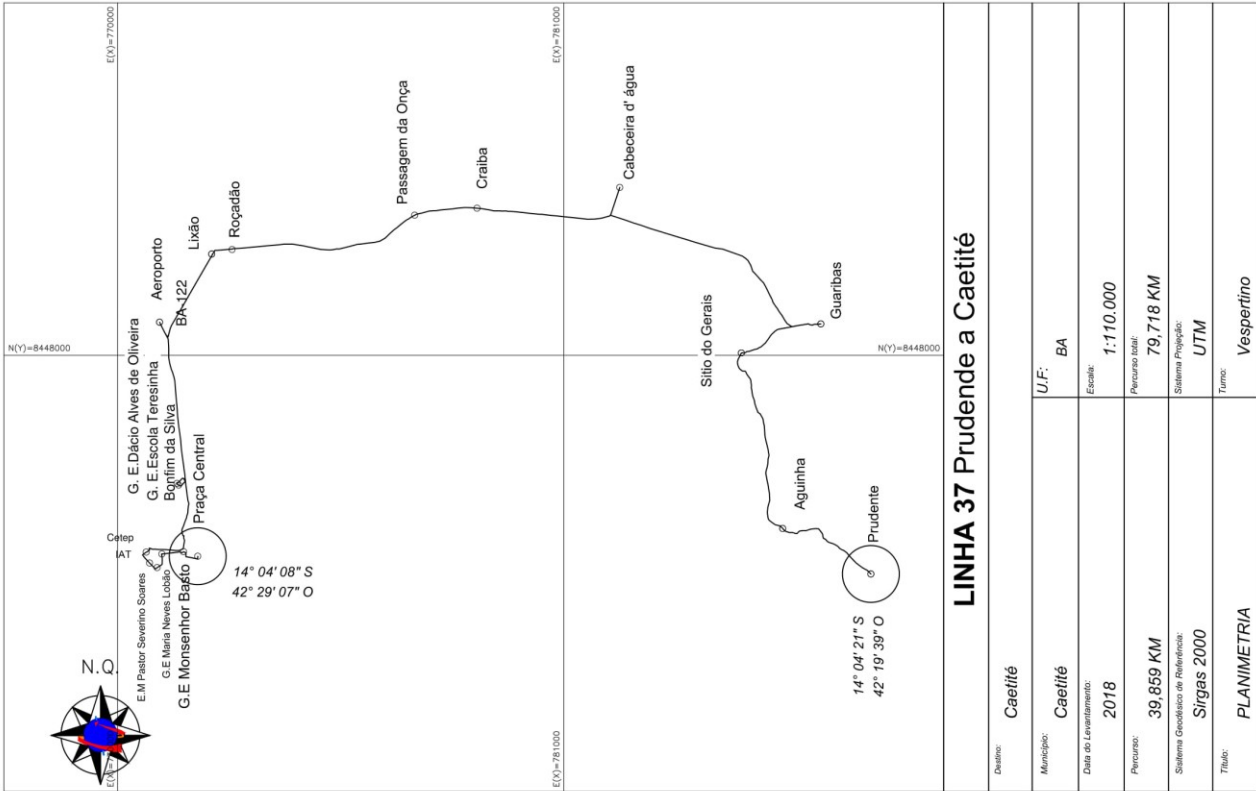 E(X)=770000
E(X)=781000
N(Y)=8448000
N(Y)=8448000
E(X)=781000
N.Q.
Cetep
IAT
E.M Pastor Severino Soares
G.E Maria Neves Lobão
G.E Monsenhor Basto
Praça Central
14° 04' 08" S
42° 29' 07" O
G. E.Dácio Alves de Oliveira
G. E.Escola Teresinha
Bonfim da Silva
Aeroporto
BA-122
Lixão
Roçadão
Passagem da Onça
Craiba
Cabeceira d' água
Guaribas
Sitio do Gerais
Aguinha
Prudente
14° 04' 21" S
42° 19' 39" O
LINHA 37 Prudende a Caetité
Destino:
Caetité
Município:
Caetité
U.F:
BA
Data do Levantamento:
2018
Escala:
1:110.000
Percurso:
39,859 KM
Percurso total:
79,718 KM
Sistema Geodésico de Referência:
Sirgas 2000
Sistema Projeção:
UTM
Título:
PLANIMETRIA
Turno:
Vespertino